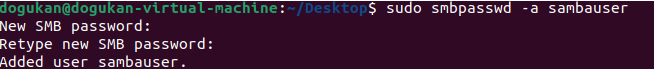 dogukan@dogukan-virtual-machine:~/Desktop$ sudo smbpasswd -a sambauser
New SMB password:
Retype new SMB password:
Added user sambauser.